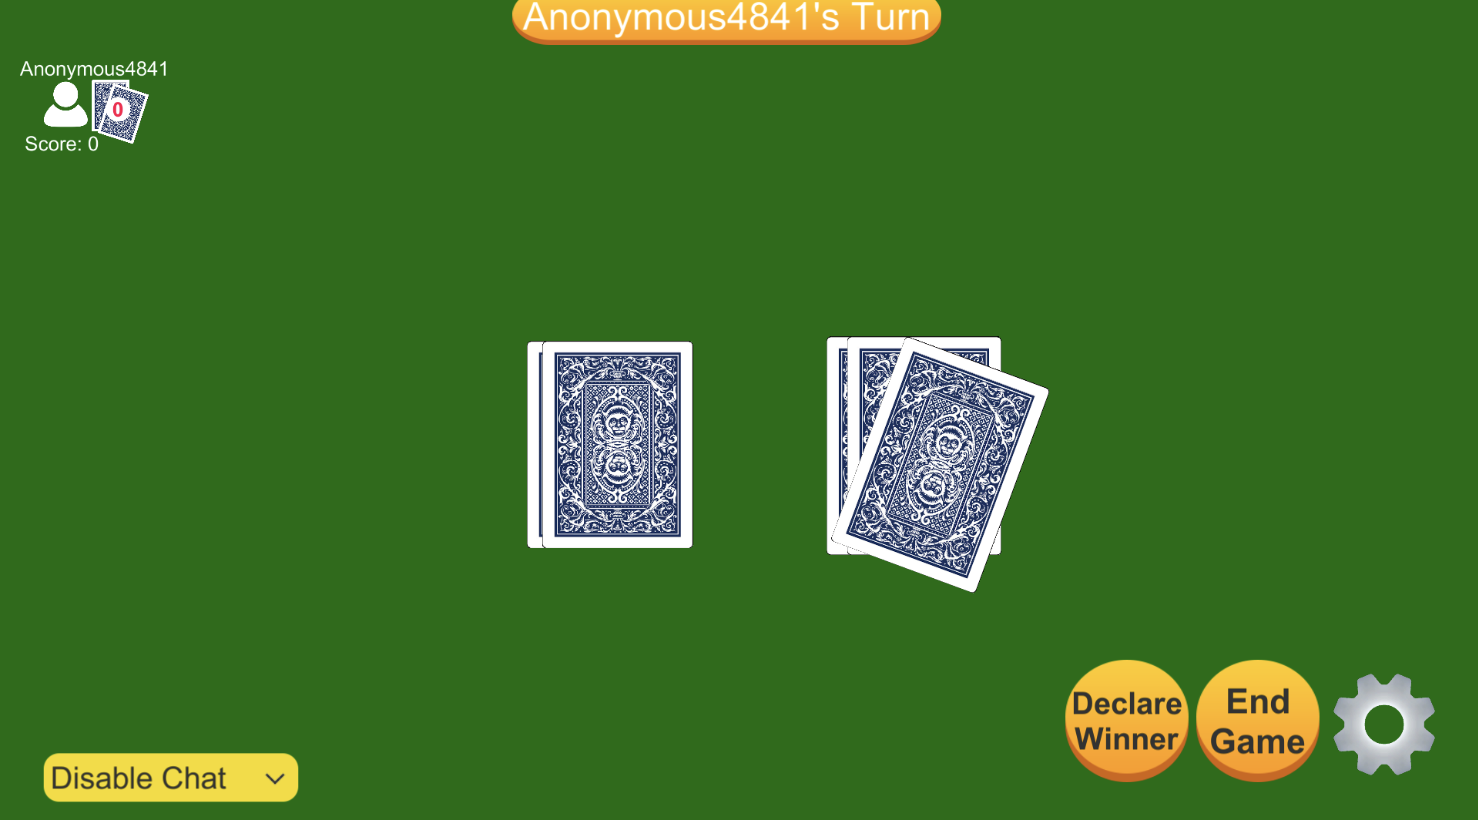 Anonymous4841's Turn
Anonymous4841
0
Score: 0
Declare
Winner
End
Game
Disable Chat